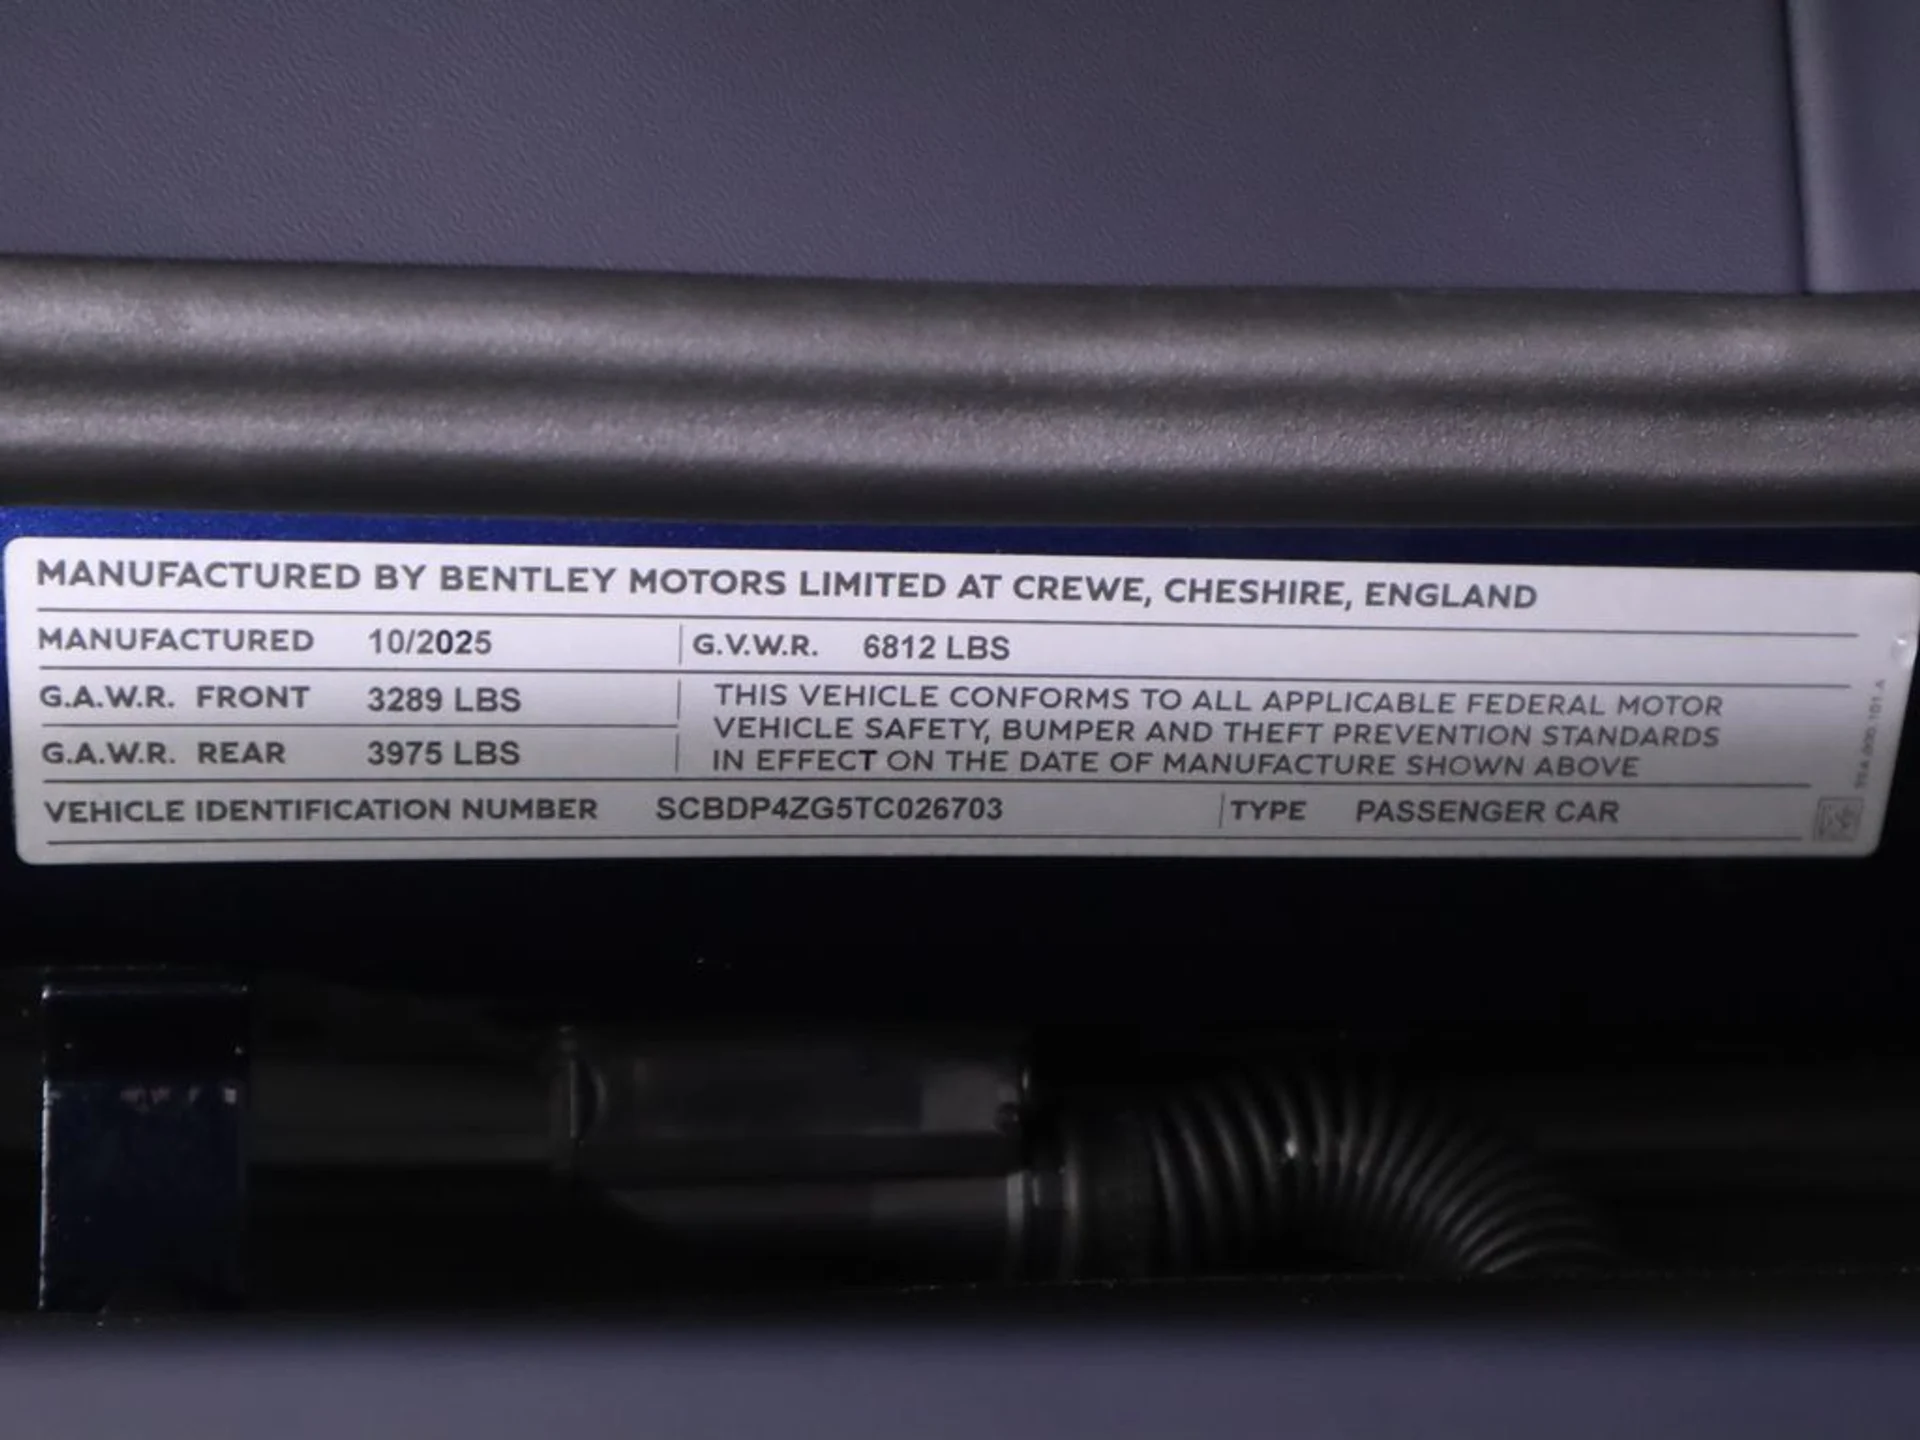 MANUFACTURED BY BENTLEY MOTORS LIMITED AT CREWE, CHESHIRE, ENGLAND
MANUFACTURED 10/2025 G.V.W.R. 6812 LBS
G.A.W.R. FRONT 3289 LBS
G.A.W.R. REAR 3975 LBS
THIS VEHICLE CONFORMS TO ALL APPLICABLE FEDERAL MOTOR
VEHICLE SAFETY, BUMPER AND THEFT PREVENTION STANDARDS
IN EFFECT ON THE DATE OF MANUFACTURE SHOWN ABOVE
VEHICLE IDENTIFICATION NUMBER SCBDP4ZG5TC026703 TYPE PASSENGER CAR